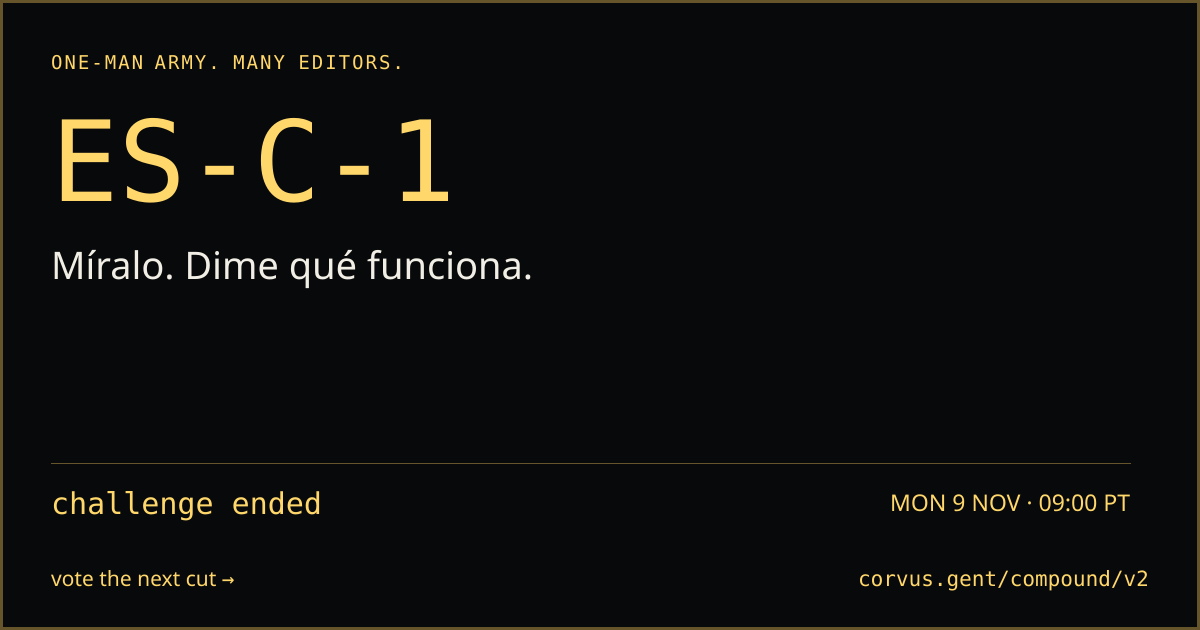 ONE-MAN ARMY. MANY EDITORS.
ES-C-1
Míralo. Dime qué funciona.
challenge ended
MON 9 NOV · 09:00 PT
vote the next cut →
corvus.gent/compound/v2